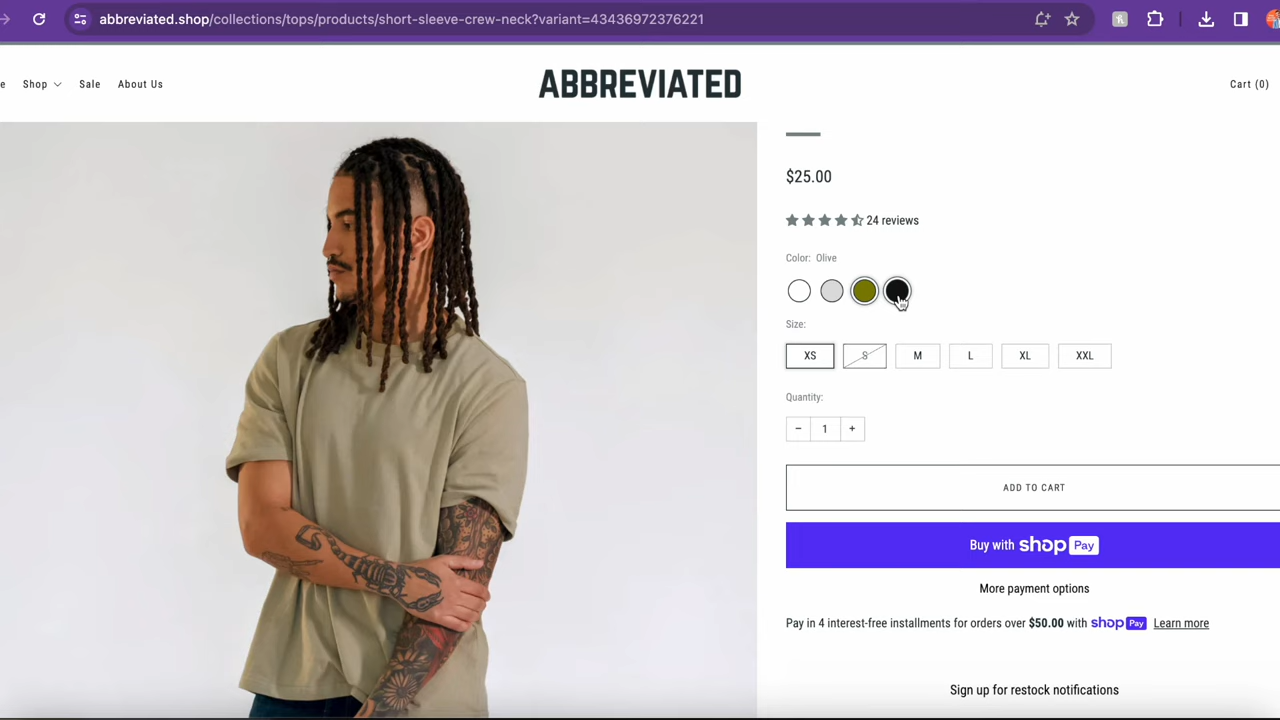 abbreviated.shop/collections/tops/products/short-sleeve-crew-neck?variant=43436972376221
e Shop Sale About Us
ABBREVIATED
Cart (0)
$25.00
24 reviews
Color: Olive
Size:
XS S M L XL XXL
Quantity:
− 1 +
ADD TO CART
Buy with shop Pay
More payment options
Pay in 4 interest-free installments for orders over $50.00 with shop Pay Learn more
Sign up for restock notifications